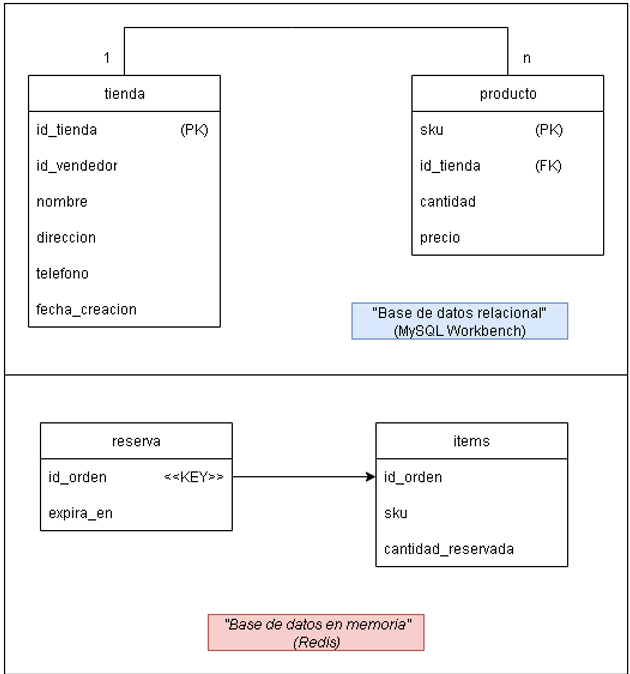 1
n
tienda
id_tienda (PK)
id_vendedor
nombre
direccion
telefono
fecha_creacion
producto
sku (PK)
id_tienda (FK)
cantidad
precio
"Base de datos relacional"
(MySQL Workbench)
reserva
id_orden <<KEY>>
expira_en
items
id_orden
sku
cantidad_reservada
"Base de datos en memoria"
(Redis)